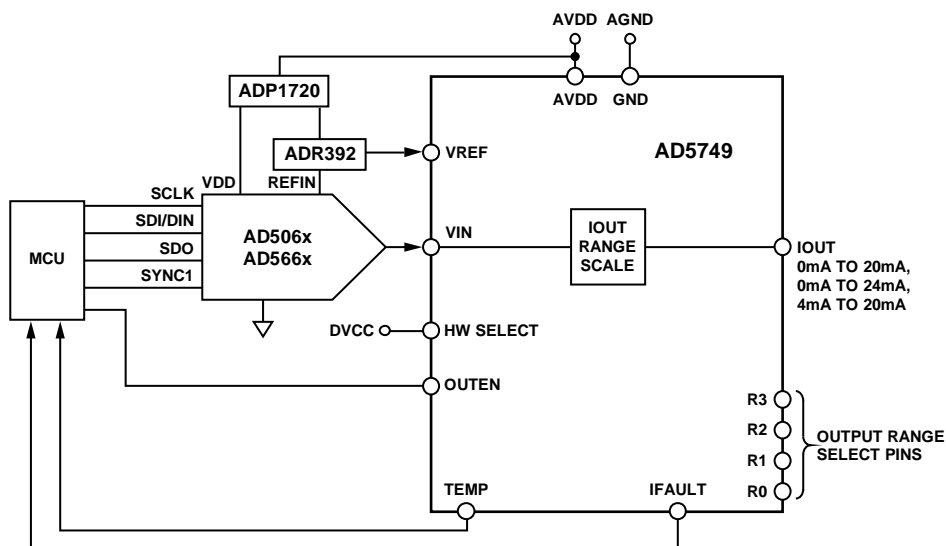 AVDD AGND
ADP1720
AVDD GND
ADR392
VREF
AD5749
VDD REFIN
SCLK
SDI/DIN
SDO
SYNC1
MCU
AD506x
AD566x
VIN
IOUT
RANGE
SCALE
IOUT
0mA TO 20mA,
0mA TO 24mA,
4mA TO 20mA
DVCC
HW SELECT
OUTEN
R3
R2
R1
R0
OUTPUT RANGE
SELECT PINS
TEMP
IFAULT